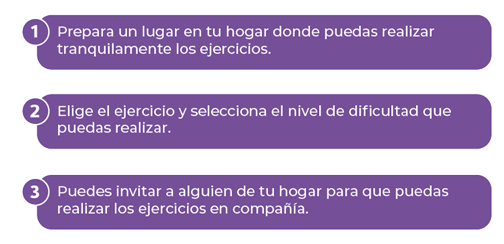 1
Prepara un lugar en tu hogar donde puedas realizar
tranquilamente los ejercicios.
2
Elige el ejercicio y selecciona el nivel de dificultad que
puedas realizar.
3
Puedes invitar a alguien de tu hogar para que puedas
realizar los ejercicios en compañía.